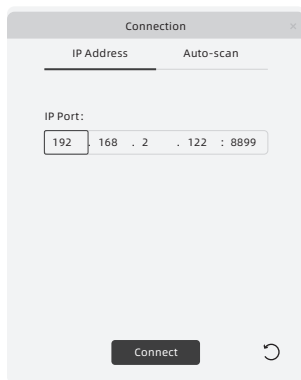 Connection
IP Address Auto-scan
IP Port:
192 . 168 . 2 . 122 : 8899
Connect